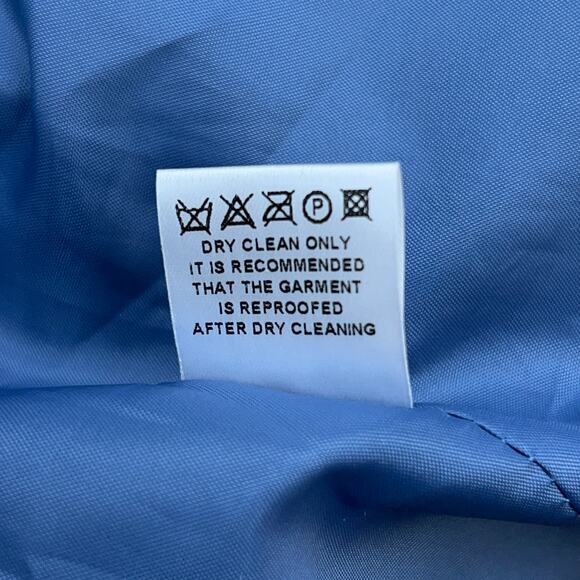 P
DRY CLEAN ONLY
IT IS RECOMMENDED
THAT THE GARMENT
IS REPROOFED
AFTER DRY CLEANING